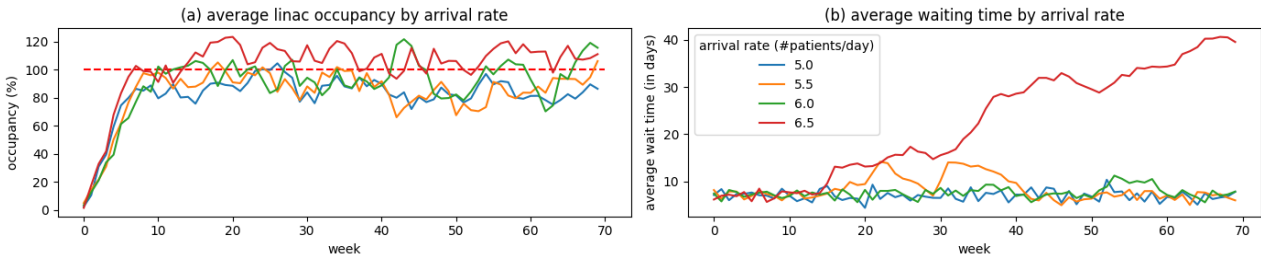 (a) average linac occupancy by arrival rate
occupancy (%)
120
100
80
60
40
20
0
0 10 20 30 40 50 60 70
week
(b) average waiting time by arrival rate
average wait time (in days)
40
30
20
10
arrival rate (#patients/day)
5.0
5.5
6.0
6.5
0 10 20 30 40 50 60 70
week